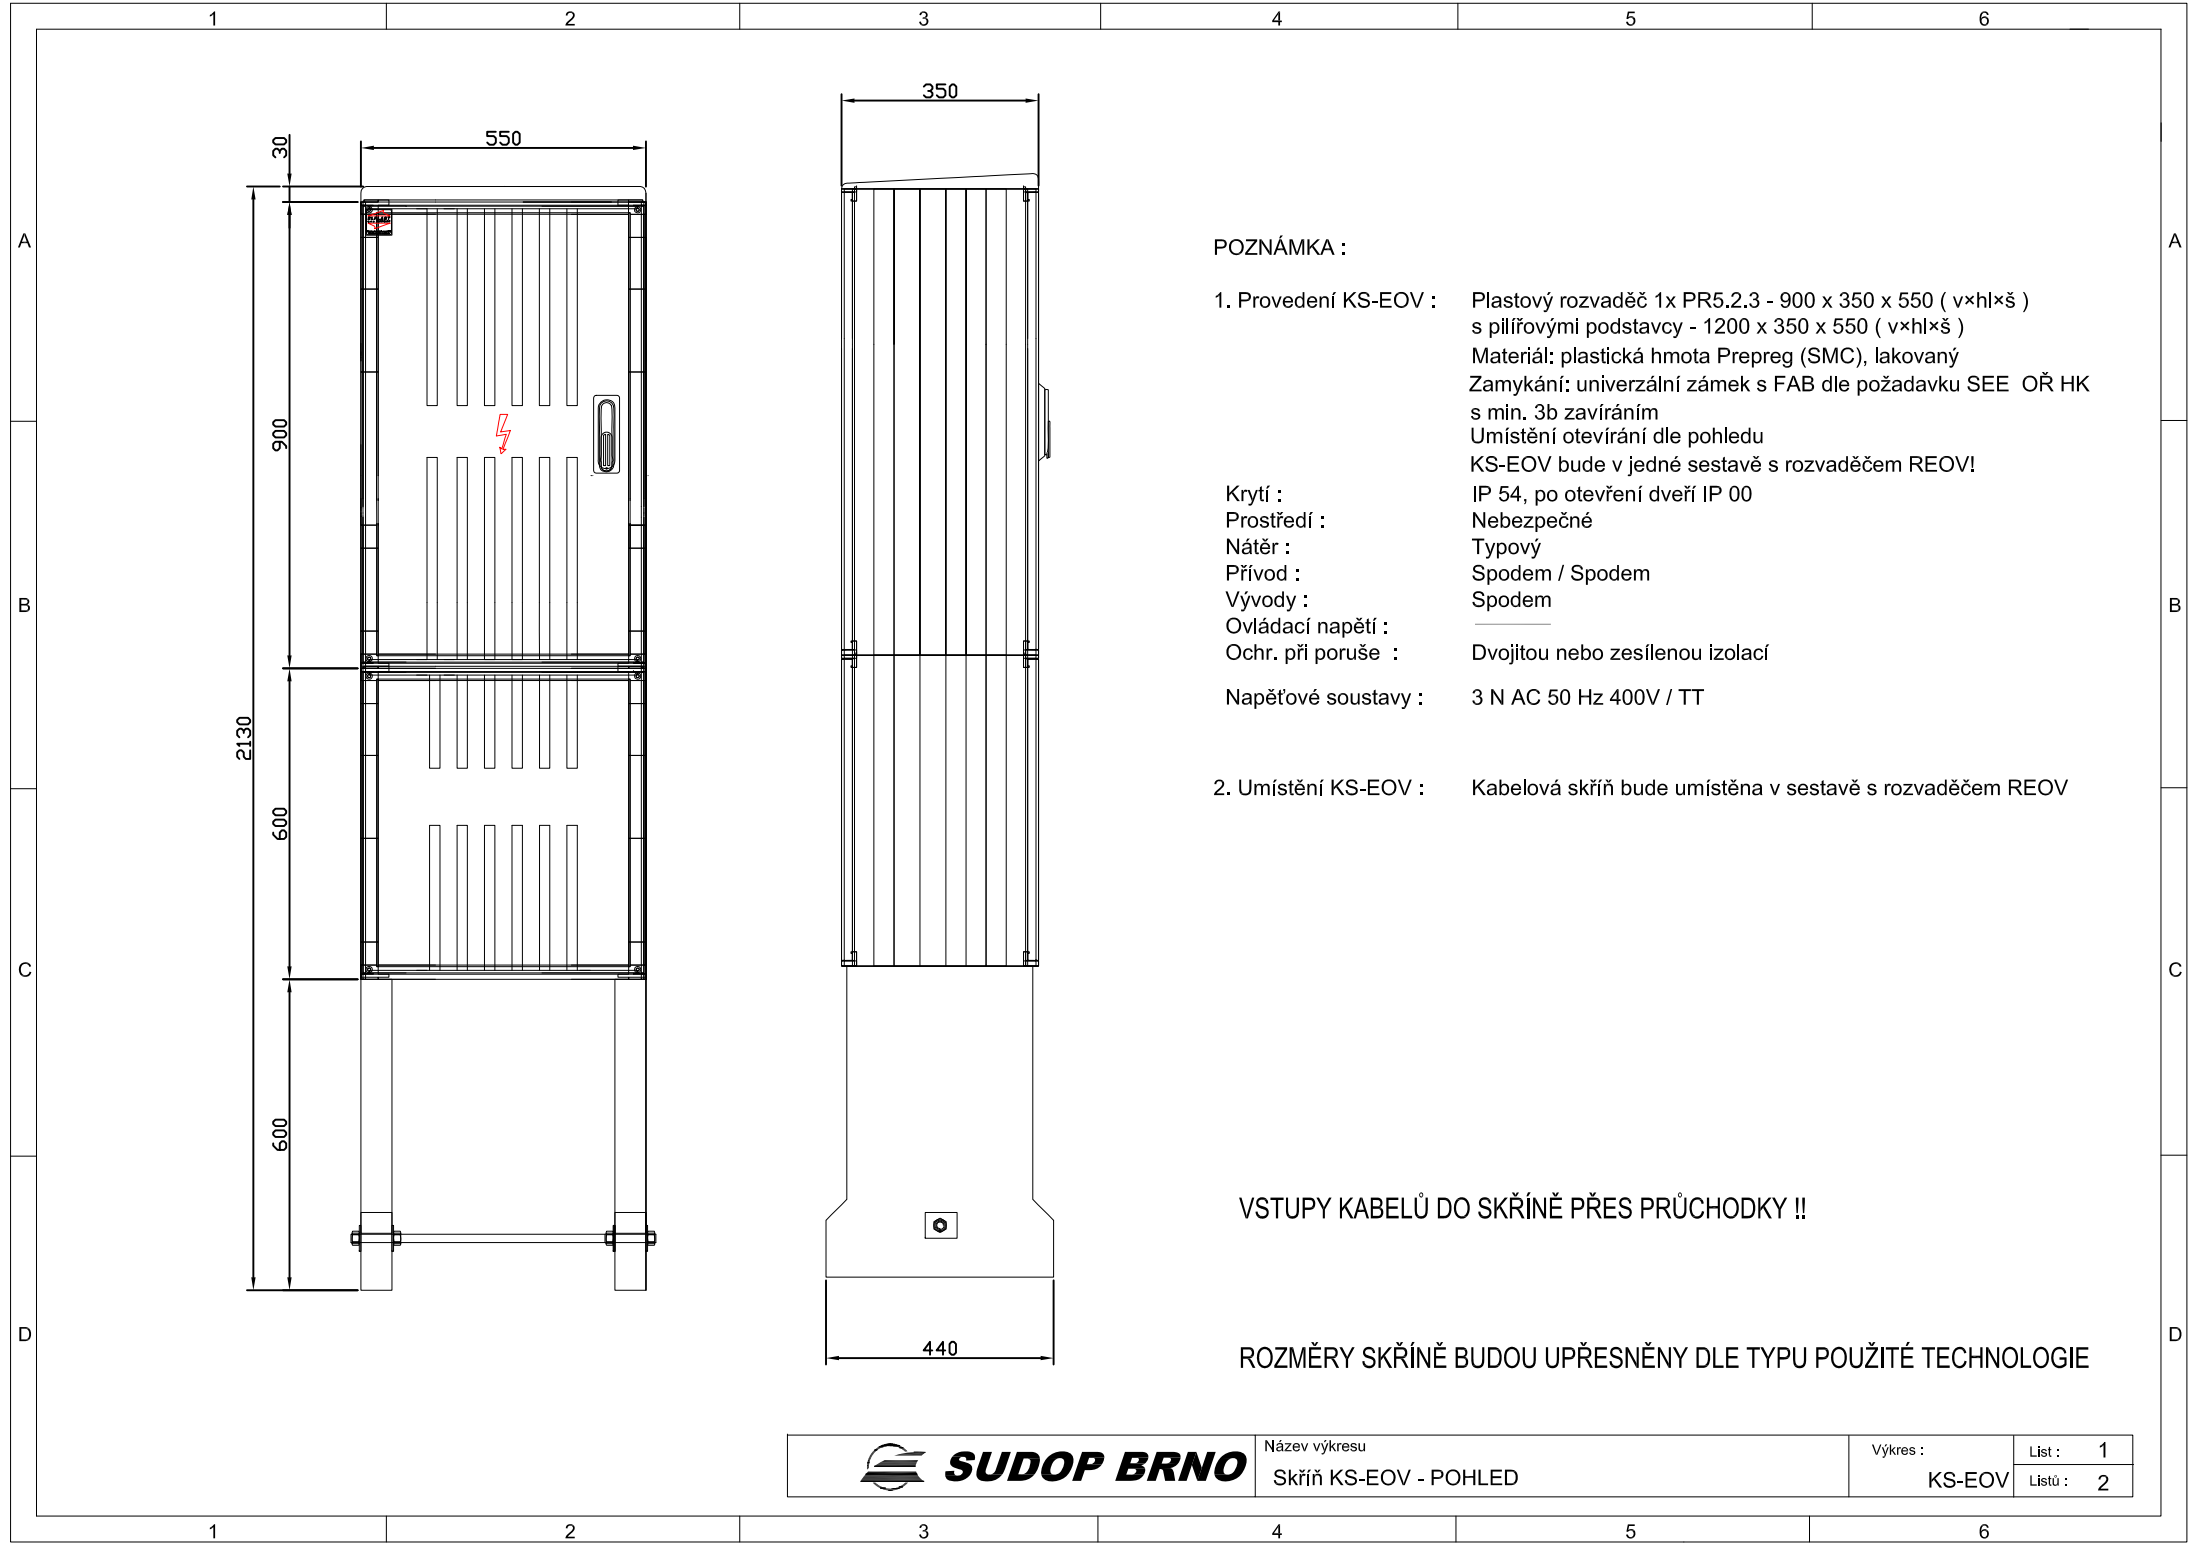 1 2 3 4 5 6
A A
B B
C C
D D
550
30
900
2130
600
600
350
440
POZNÁMKA :
1. Provedení KS-EOV : Plastový rozvaděč 1x PR5.2.3 - 900 x 350 x 550 ( v×hl×š )
s pilířovými podstavcy - 1200 x 350 x 550 ( v×hl×š )
Materiál: plastická hmota Prepreg (SMC), lakovaný
Zamykání: univerzální zámek s FAB dle požadavku SEE OŘ HK
s min. 3b zavíráním
Umístění otevírání dle pohledu
KS-EOV bude v jedné sestavě s rozvaděčem REOV!
Krytí : IP 54, po otevření dveří IP 00
Prostředí : Nebezpečné
Nátěr : Typový
Přívod : Spodem / Spodem
Vývody : Spodem
Ovládací napětí :
Ochr. při poruše : Dvojitou nebo zesílenou izolací
Napěťové soustavy : 3 N AC 50 Hz 400V / TT
2. Umístění KS-EOV : Kabelová skříň bude umístěna v sestavě s rozvaděčem REOV
VSTUPY KABELŮ DO SKŘÍNĚ PŘES PRŮCHODKY !!
ROZMĚRY SKŘÍNĚ BUDOU UPŘESNĚNY DLE TYPU POUŽITÉ TECHNOLOGIE
SUDOP BRNO
Název výkresu
Skříň KS-EOV - POHLED
Výkres :
KS-EOV
List : 1
Listů : 2
1 2 3 4 5 6